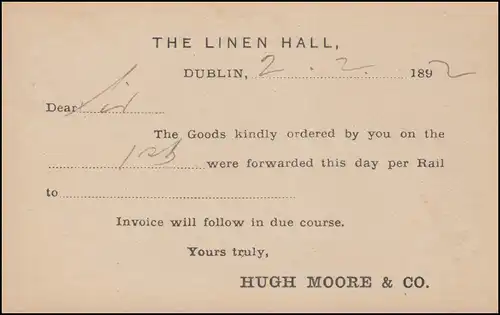 THE LINEN HALL,
DUBLIN, 2 . 2. 1892
Dear Sir
The Goods kindly ordered by you on the
1st were forwarded this day per Rail
to
Invoice will follow in due course.
Yours truly,
HUGH MOORE & CO.